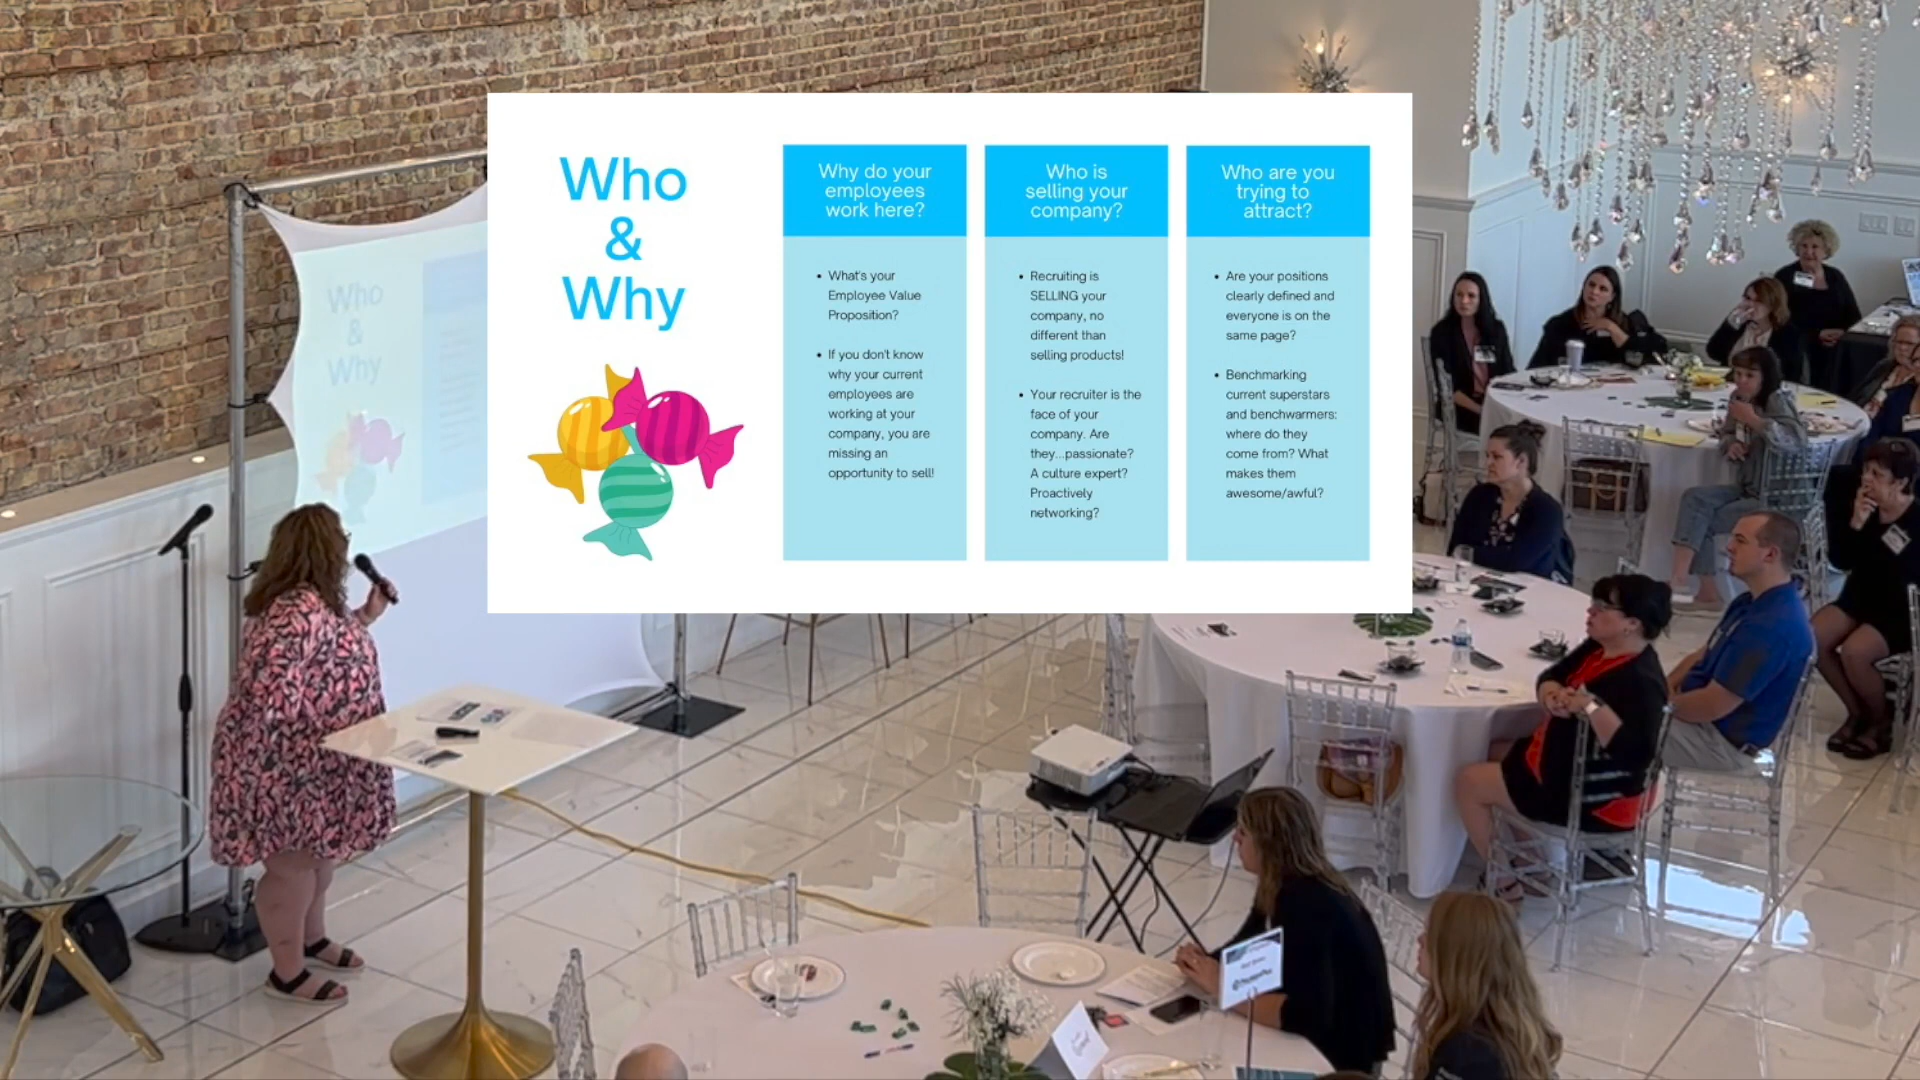 Who
&
Why
Why do your
employees
work here?
• What's your
Employee Value
Proposition?
• If you don't know
why your current
employees are
working at your
company, you are
missing an
opportunity to sell!
Who is
selling your
company?
• Recruiting is
SELLING your
company, no
different than
selling products!
• Your recruiter is the
face of your
company. Are
they...passionate?
A culture expert?
Proactively
networking?
Who are you
trying to
attract?
• Are your positions
clearly defined and
everyone is on the
same page?
• Benchmarking
current superstars
and benchwarmers:
where do they
come from? What
makes them
awesome/awful?
Who
&
Why